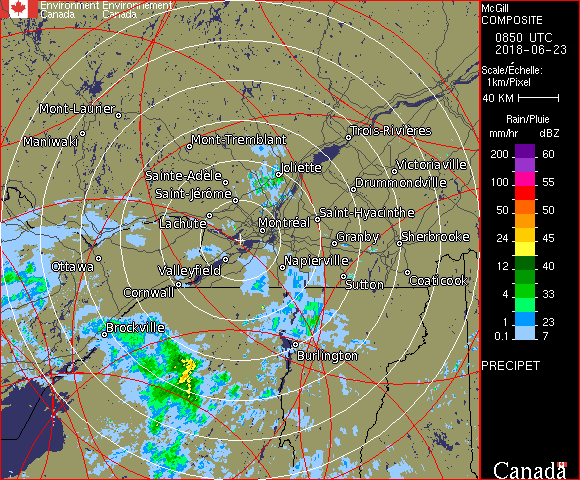 Environment Environnement
Canada Canada
McGill
COMPOSITE
0850 UTC
2018-06-23
Scale/Échelle:
1km/Pixel
40 KM
Rain/Pluie
mm/hr dBZ
200 60
100 55
50 50
24 45
12 40
4 33
1 23
0.1 7
PRECIPET
Canada
Mont-Laurier
Maniwaki
Mont-Tremblant
Trois-Rivières
Sainte-Adèle
Joliette
Victoriaville
Saint-Jérôme
Drummondville
Lachute
Montréal
Saint-Hyacinthe
Granby
Sherbrooke
Ottawa
Valleyfield
Napierville
Cornwall
Sutton
Coaticook
Brockville
Burlington